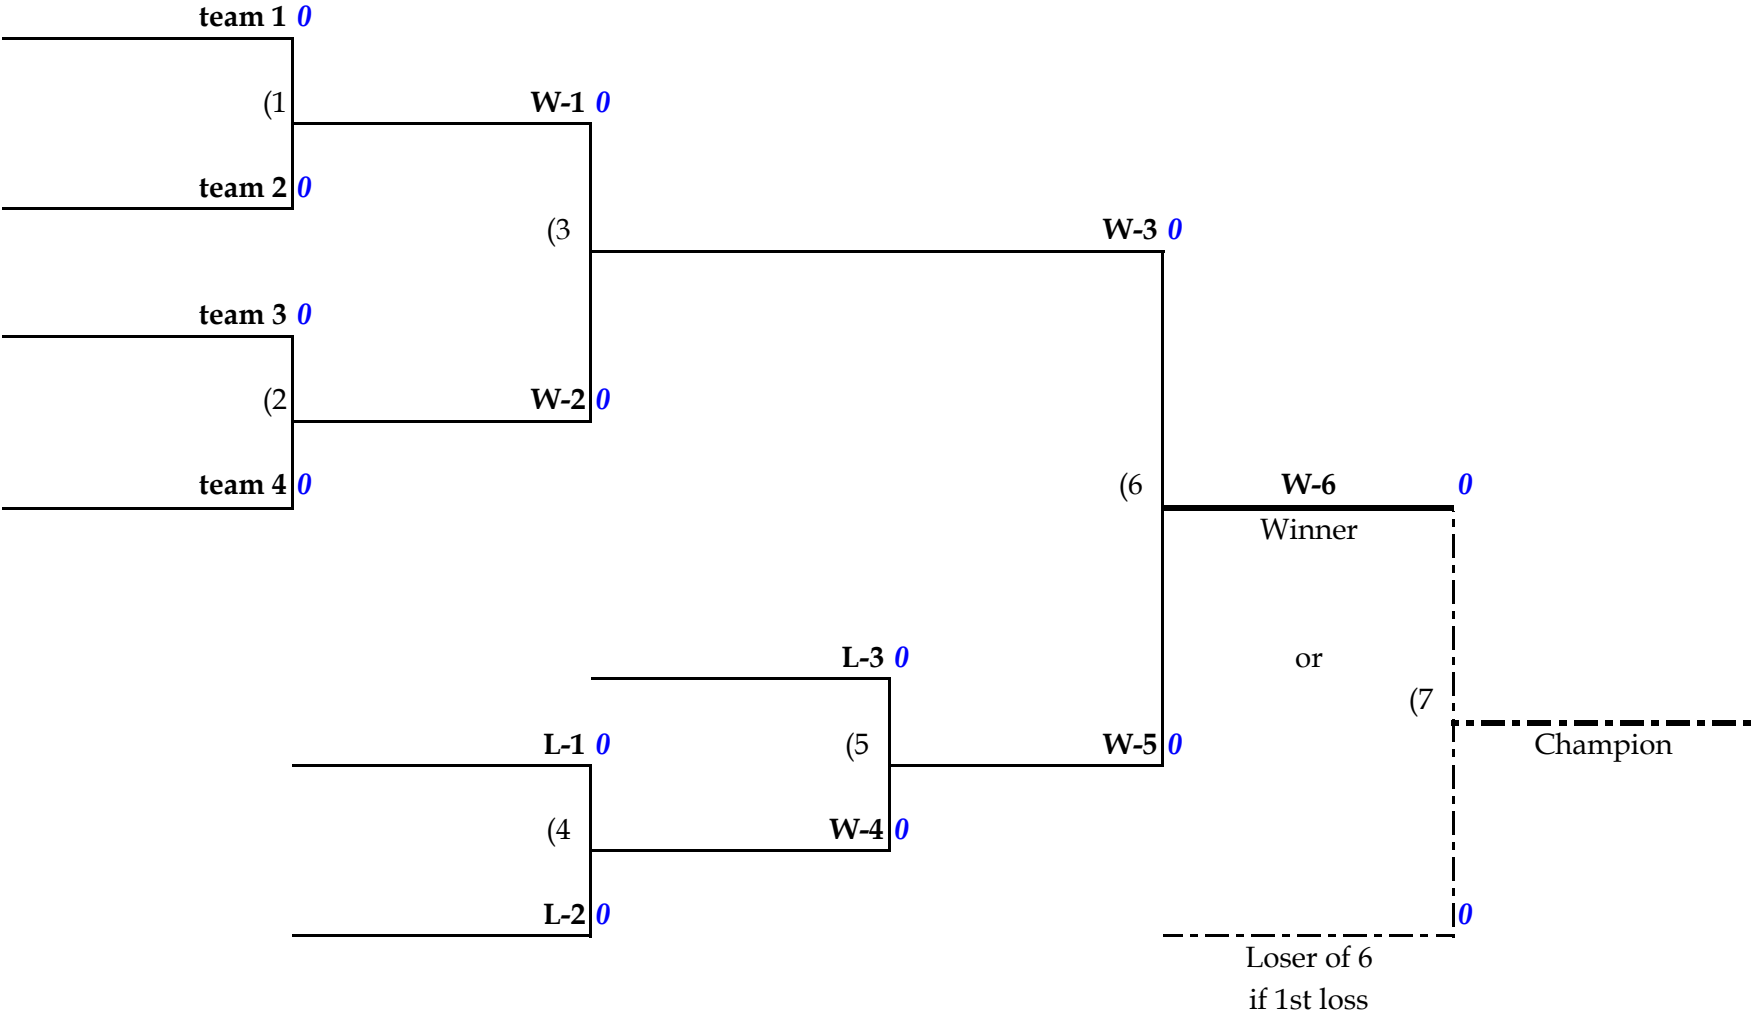 team 1 0
(1
W-1 0
team 2 0
(3
W-3 0
team 3 0
(2
W-2 0
team 4 0
(6
W-6 0
Winner
L-3 0
or
(7
L-1 0
(5
W-5 0
Champion
(4
W-4 0
L-2 0
0
Loser of 6
if 1st loss